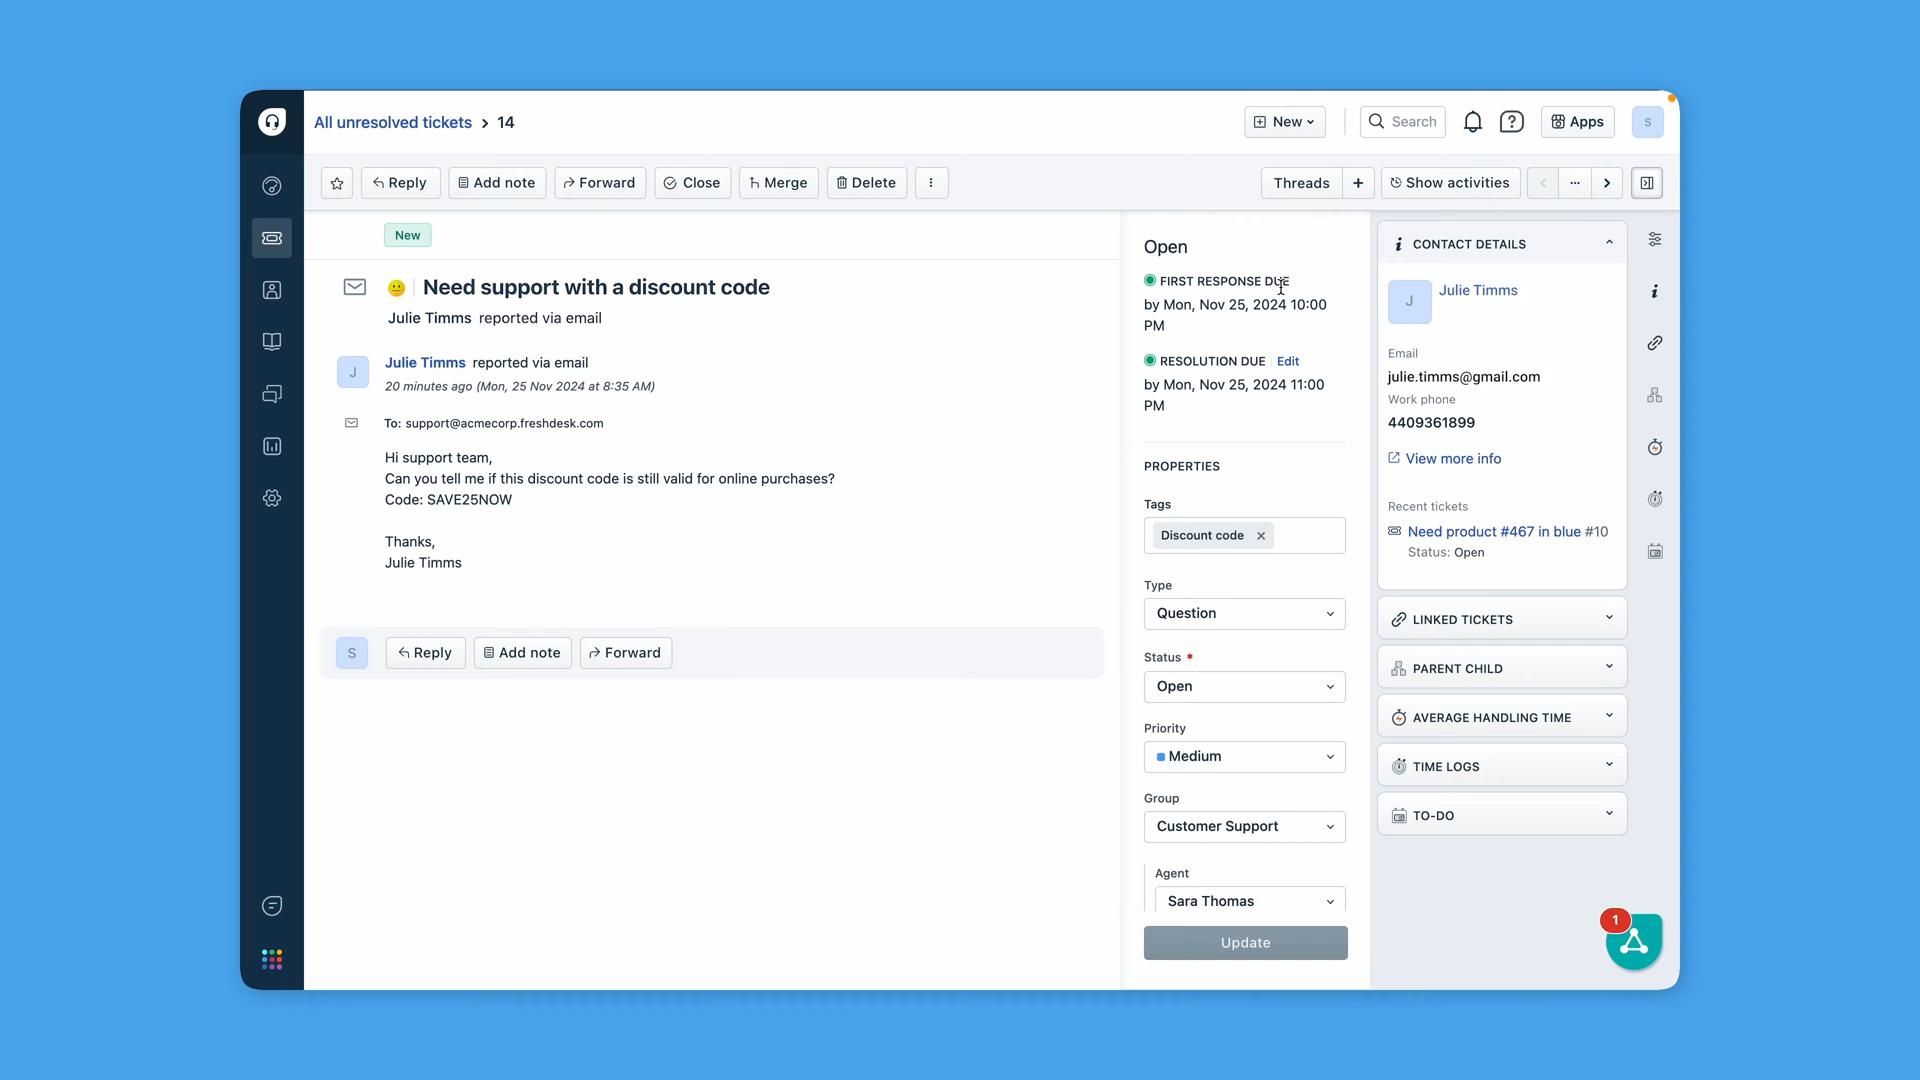 All unresolved tickets > 14
New
Search
Apps
S
Reply
Add note
Forward
Close
Merge
Delete
Threads
+
Show activities
New
Need support with a discount code
Julie Timms reported via email
J
Julie Timms reported via email
20 minutes ago (Mon, 25 Nov 2024 at 8:35 AM)
To: support@acmecorp.freshdesk.com
Hi support team,
Can you tell me if this discount code is still valid for online purchases?
Code: SAVE25NOW
Thanks,
Julie Timms
S
Reply
Add note
Forward
Open
FIRST RESPONSE DUE
by Mon, Nov 25, 2024 10:00
PM
RESOLUTION DUE Edit
by Mon, Nov 25, 2024 11:00
PM
PROPERTIES
Tags
Discount code ×
Type
Question
Status *
Open
Priority
Medium
Group
Customer Support
Agent
Sara Thomas
Update
CONTACT DETAILS
J
Julie Timms
Email
julie.timms@gmail.com
Work phone
4409361899
View more info
Recent tickets
Need product #467 in blue #10
Status: Open
LINKED TICKETS
PARENT CHILD
AVERAGE HANDLING TIME
TIME LOGS
TO-DO
1